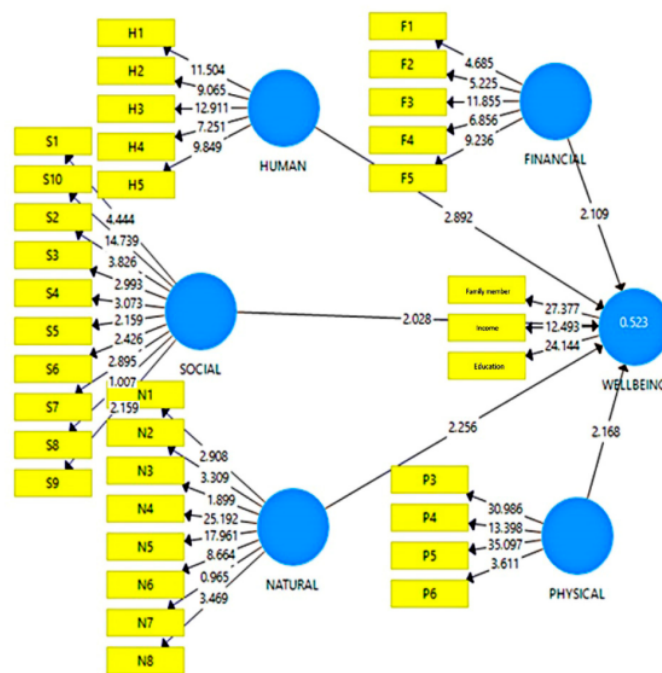 H1
H2
H3
H4
H5
11.504
9.065
12.911
7.251
9.849
HUMAN
F1
F2
F3
F4
F5
4.685
5.225
11.855
6.856
9.236
FINANCIAL
S1
S10
S2
S3
S4
S5
S6
S7
S8
S9
4.444
14.739
3.826
2.993
3.073
2.159
2.426
2.895
1.007
2.159
SOCIAL
2.892
2.109
2.028
2.256
2.168
Family member
Income
Education
27.377
12.493
24.144
0.523
WELLBEING
N1
N2
N3
N4
N5
N6
N7
N8
2.908
3.309
1.899
25.192
17.961
8.664
0.965
3.469
NATURAL
P3
P4
P5
P6
30.986
13.398
35.097
3.611
PHYSICAL